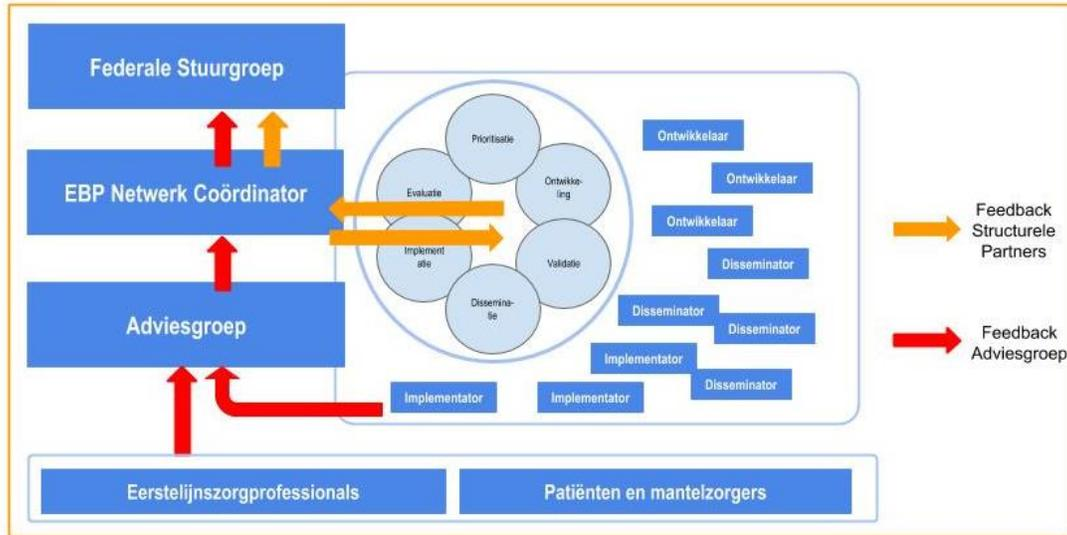 Federale Stuurgroep
EBP Netwerk Coördinator
Adviesgroep
Prioritisatie
Ontwikke-
ling
Validatie
Dissemina-
tie
Implement
atie
Evaluatie
Ontwikkelaar
Ontwikkelaar
Ontwikkelaar
Disseminator
Disseminator
Disseminator
Implementator
Disseminator
Implementator
Implementator
Feedback
Structurele
Partners
Feedback
Adviesgroep
Eerstelijnszorgprofessionals
Patiënten en mantelzorgers